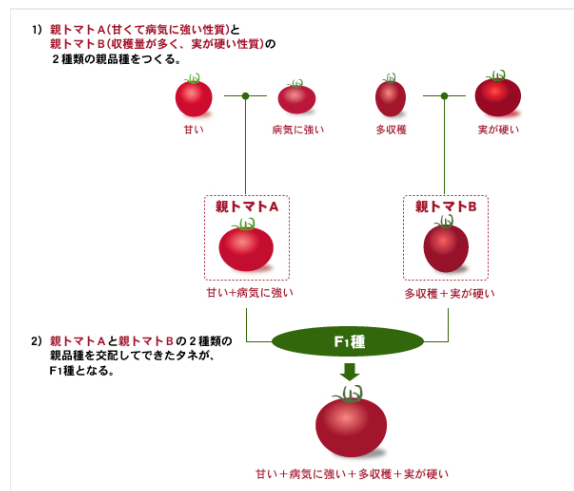 1）親トマトA(甘くて病気に強い性質)と
親トマトB(収穫量が多く、実が硬い性質)の
２種類の親品種をつくる。
甘い
病気に強い
多収穫
実が硬い
親トマトA
親トマトB
甘い+病気に強い
多収穫＋実が硬い
2）親トマトAと親トマトBの２種類の
親品種を交配してできたタネが、
F1種となる。
F1種
甘い＋病気に強い＋多収穫＋実が硬い